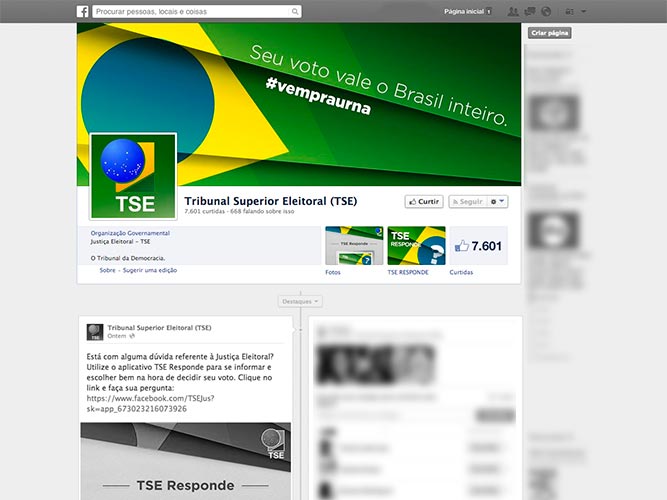 Procurar pessoas, locais e coisas
Página inicial 1
Criar página
Seu voto vale o Brasil inteiro.
#vempraurna
TSE
Tribunal Superior Eleitoral (TSE)
7.601 curtidas · 668 falando sobre isso
Curtir
Seguir
Organização Governamental
Justiça Eleitoral - TSE
O Tribunal da Democracia.
Sobre - Sugerir uma edição
TSE Responde
Fotos
TSE
RESPONDE
TSE RESPONDE
7.601
Curtidas
Destaques
TSE
Tribunal Superior Eleitoral (TSE)
Ontem
Está com alguma dúvida referente à Justiça Eleitoral?
Utilize o aplicativo TSE Responde para se informar e
escolher bem na hora de decidir seu voto. Clique no
link e faça sua pergunta:
https://www.facebook.com/TSEJus?
sk=app_673023216073926
TSE
TSE Responde